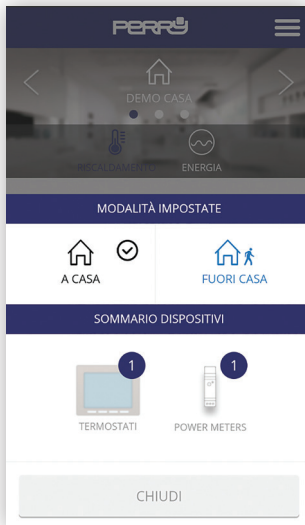 PERRY
DEMO CASA
RISCALDAMENTO
ENERGIA
MODALITÀ IMPOSTATE
A CASA
FUORI CASA
SOMMARIO DISPOSITIVI
1
1
TERMOSTATI
POWER METERS
CHIUDI